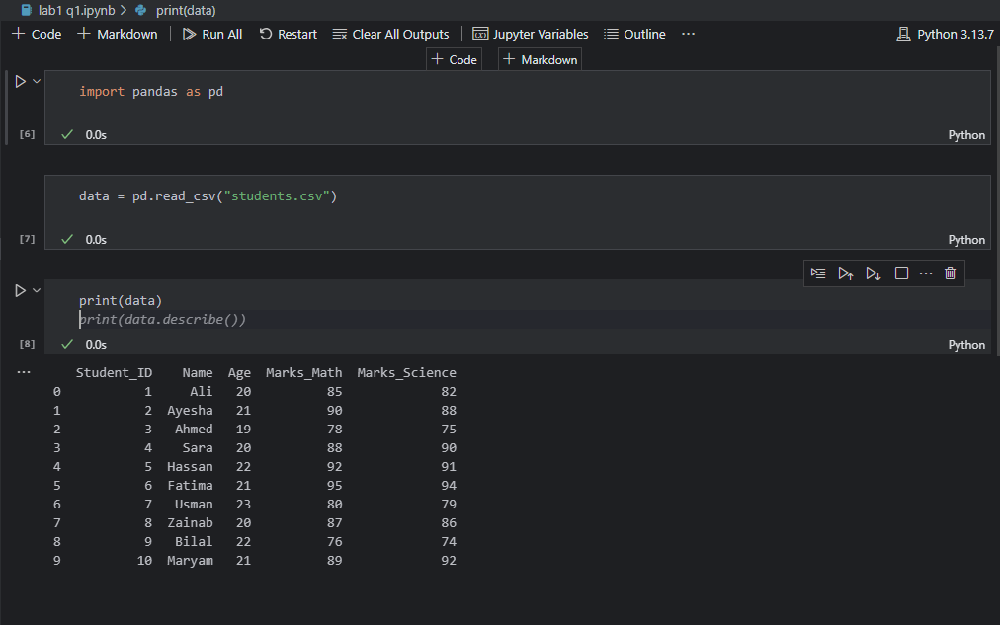 lab1 q1.ipynb > print(data)
+ Code + Markdown Run All Restart Clear All Outputs Jupyter Variables Outline ... Python 3.13.7
+ Code + Markdown
import pandas as pd
[6] ✓ 0.0s Python
data = pd.read_csv("students.csv")
[7] ✓ 0.0s Python
print(data)
print(data.describe())
[8] ✓ 0.0s Python
... Student_ID Name Age Marks_Math Marks_Science
0 1 Ali 20 85 82
1 2 Ayesha 21 90 88
2 3 Ahmed 19 78 75
3 4 Sara 20 88 90
4 5 Hassan 22 92 91
5 6 Fatima 21 95 94
6 7 Usman 23 80 79
7 8 Zainab 20 87 86
8 9 Bilal 22 76 74
9 10 Maryam 21 89 92